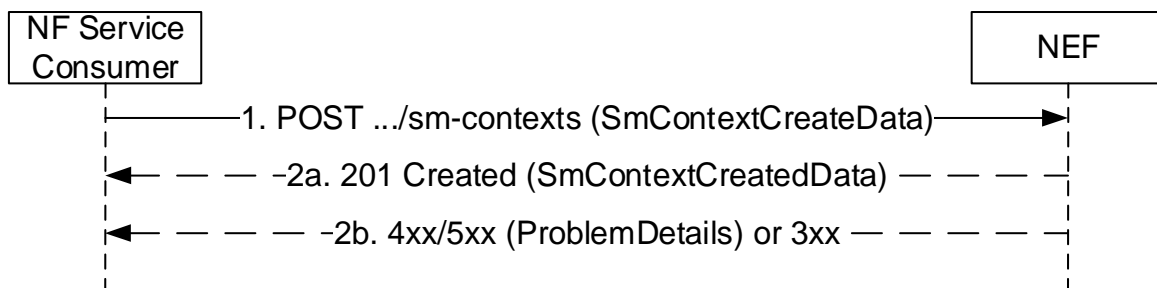 NF Service
Consumer
NEF
1. POST .../sm-contexts (SmContextCreateData)
2a. 201 Created (SmContextCreatedData)
2b. 4xx/5xx (ProblemDetails) or 3xx